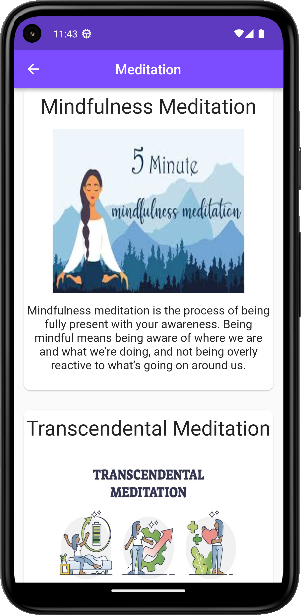 11:43
Meditation
Mindfulness Meditation
5 Minute
mindfulness meditation
Mindfulness meditation is the process of being
fully present with your awareness. Being
mindful means being aware of where we are
and what we're doing, and not being overly
reactive to what's going on around us.
Transcendental Meditation
TRANSCENDENTAL
MEDITATION